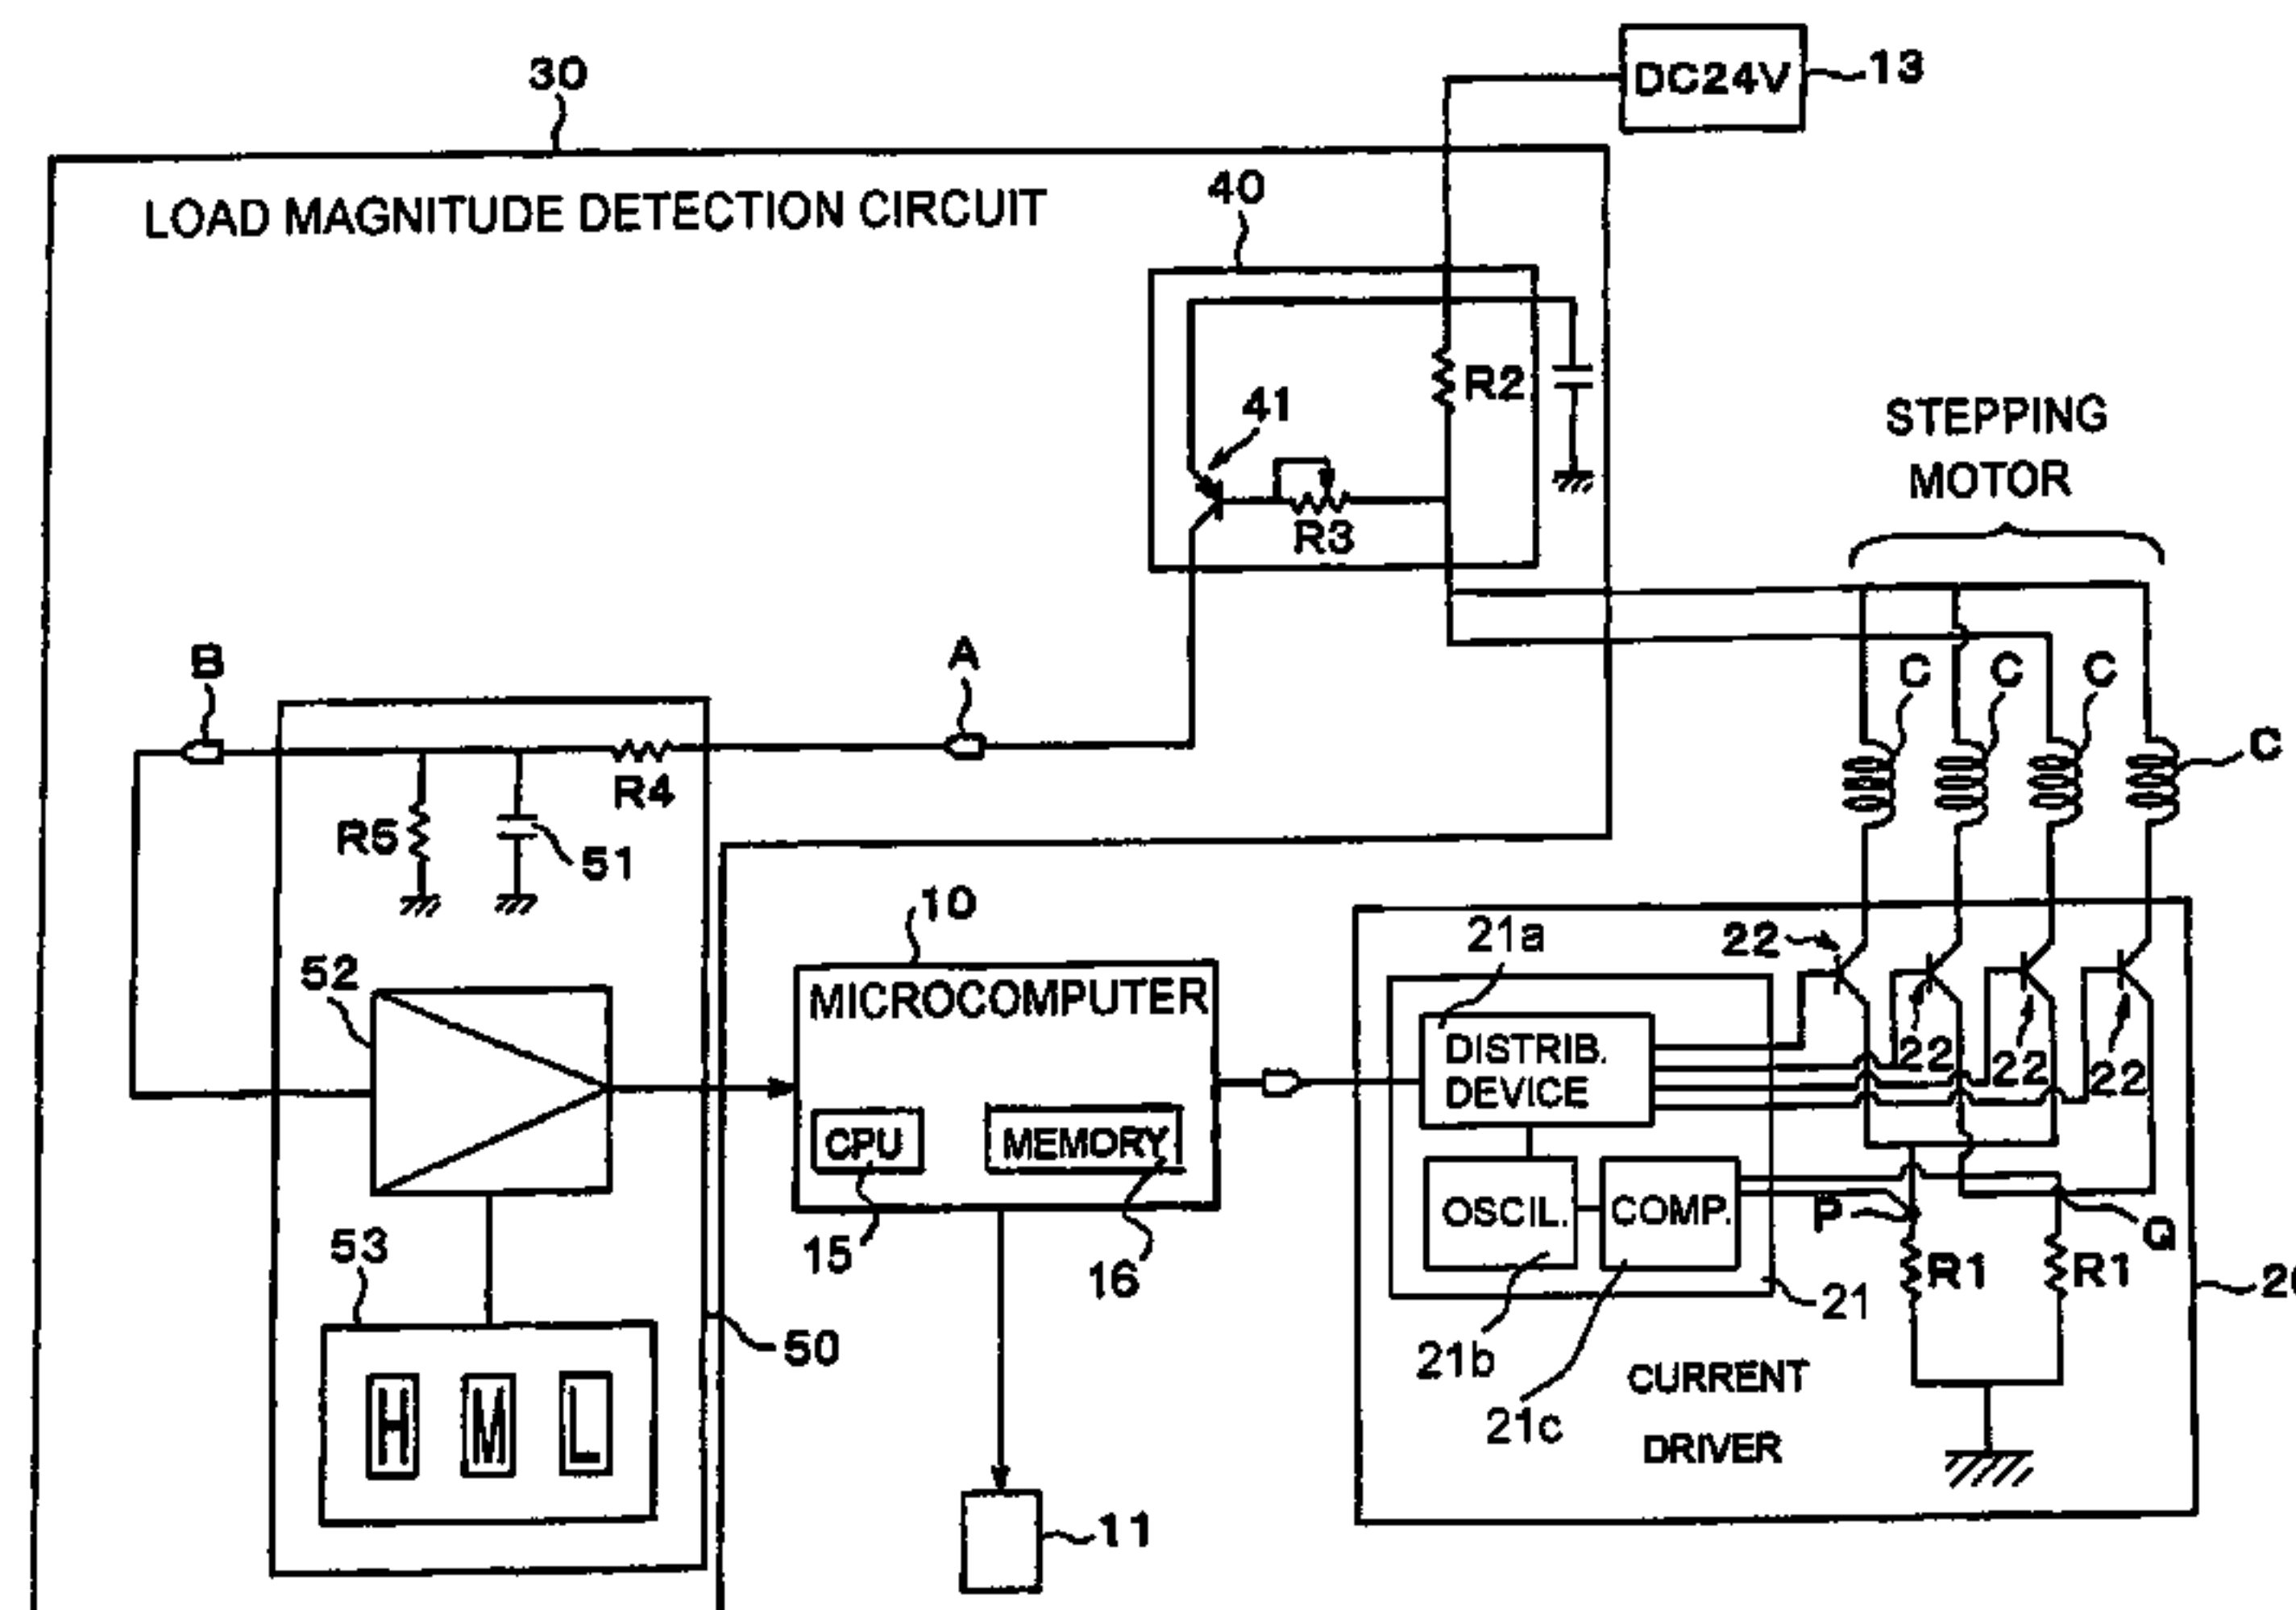 30
DC24V
13
LOAD MAGNITUDE DETECTION CIRCUIT
40
R2
41
R3
STEPPING
MOTOR
B
A
C
C
C
C
R4
R5
51
10
21a
22
52
MICROCOMPUTER
DISTRIB.
DEVICE
22
22
22
CPU
MEMORY
OSCIL.
COMP.
P
Q
53
15
16
R1
R1
21
50
21b
21c
CURRENT
DRIVER
H
M
L
11